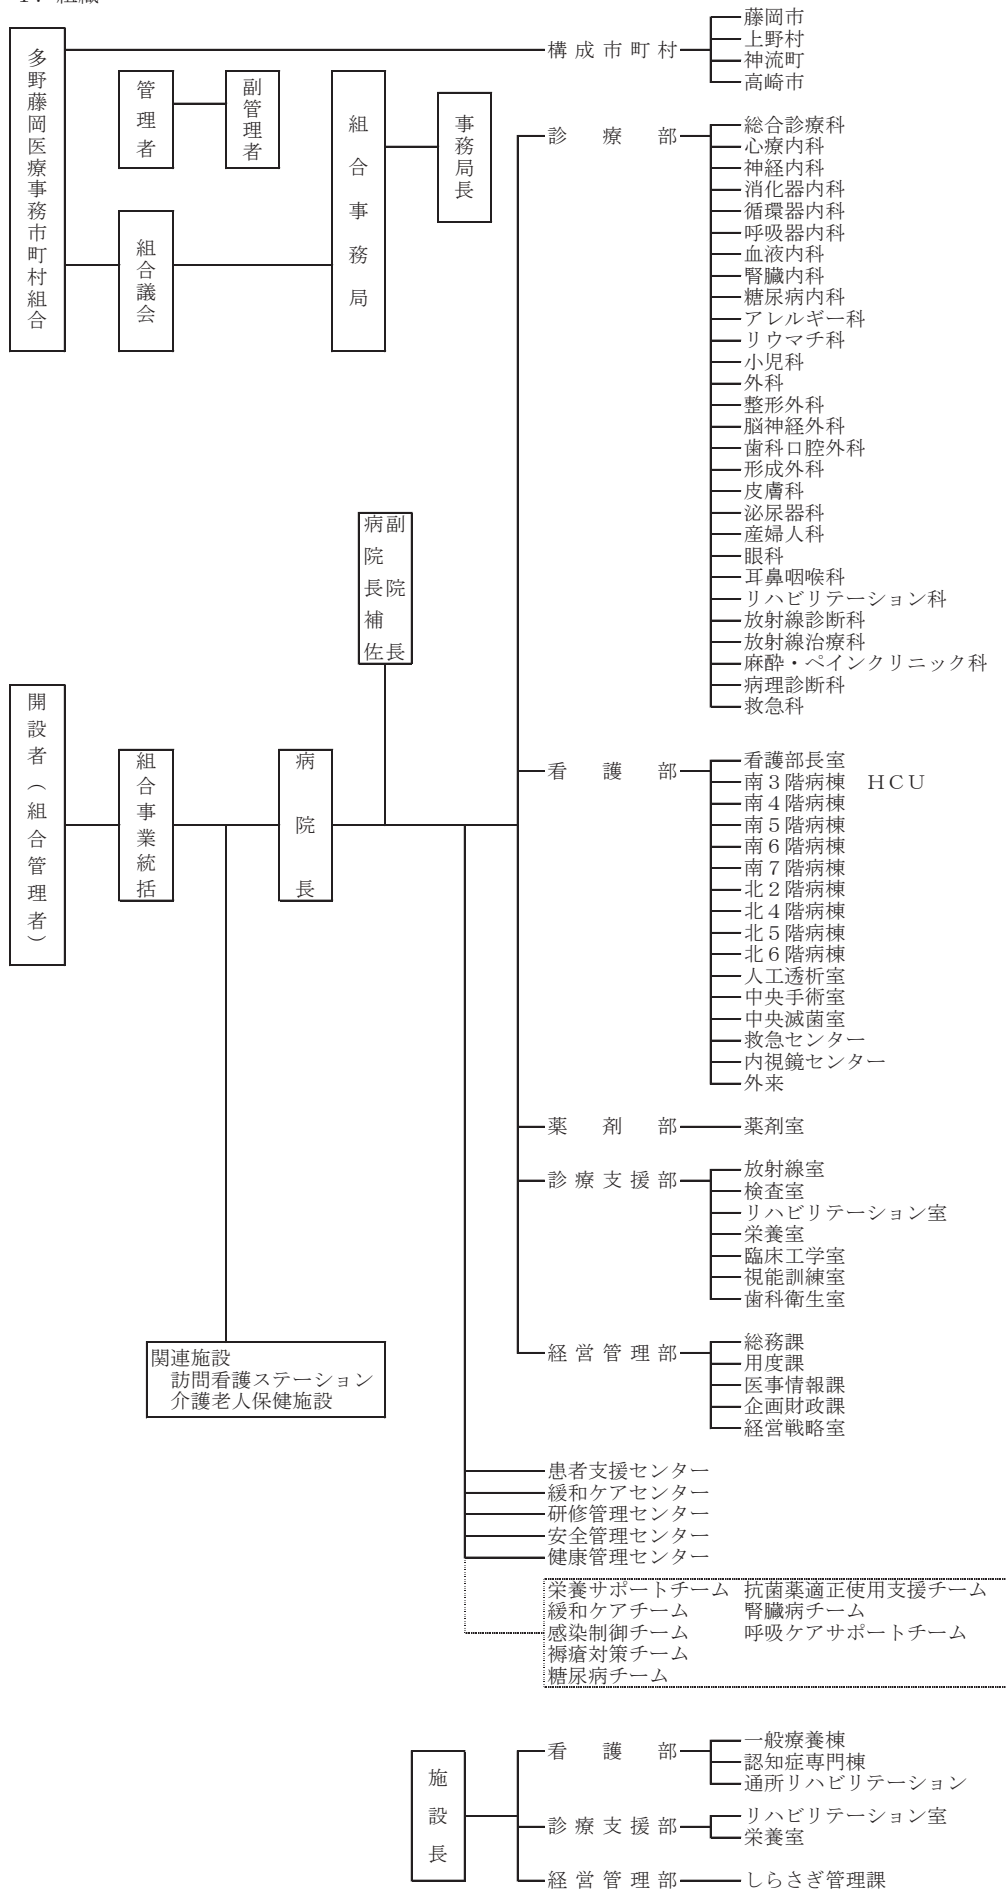 多野藤岡医療事務市町村組合
管理者
副管理者
組合議会
組合事務局
事務局長
構成市町村
藤岡市
上野村
神流町
高崎市
診療部
総合診療科
心療内科
神経内科
消化器内科
循環器内科
呼吸器内科
血液内科
腎臓内科
糖尿病内科
アレルギー科
リウマチ科
小児科
外科
整形外科
脳神経外科
歯科口腔外科
形成外科
皮膚科
泌尿器科
産婦人科
眼科
耳鼻咽喉科
リハビリテーション科
放射線診断科
放射線治療科
麻酔・ペインクリニック科
病理診断科
救急科
副院長
病院長補佐
開設者（組合管理者）
組合事業統括
病院長
看護部
看護部長室
南3階病棟　HCU
南4階病棟
南5階病棟
南6階病棟
南7階病棟
北2階病棟
北4階病棟
北5階病棟
北6階病棟
人工透析室
中央手術室
中央滅菌室
救急センター
内視鏡センター
外来
薬剤部
薬剤室
診療支援部
放射線室
検査室
リハビリテーション室
栄養室
臨床工学室
視能訓練室
歯科衛生室
経営管理部
総務課
用度課
医事情報課
企画財政課
経営戦略室
関連施設
訪問看護ステーション
介護老人保健施設
患者支援センター
緩和ケアセンター
研修管理センター
安全管理センター
健康管理センター
栄養サポートチーム　抗菌薬適正使用支援チーム
緩和ケアチーム　腎臓病チーム
感染制御チーム　呼吸ケアサポートチーム
褥瘡対策チーム
糖尿病チーム
施設長
看護部
一般療養棟
認知症専門棟
通所リハビリテーション
診療支援部
リハビリテーション室
栄養室
経営管理部
しらさぎ管理課